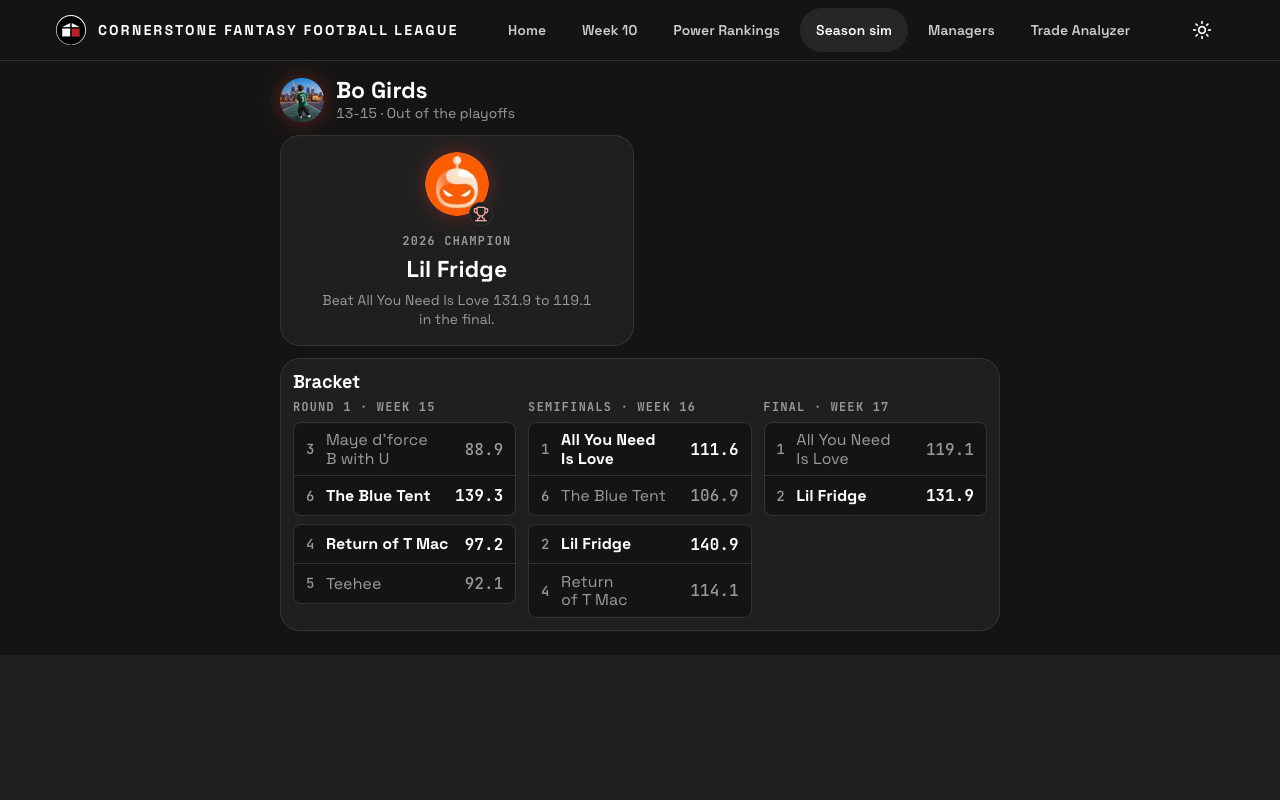 CORNERSTONE FANTASY FOOTBALL LEAGUE
Home
Week 10
Power Rankings
Season sim
Managers
Trade Analyzer
Bo Girds
13-15 · Out of the playoffs
2026 CHAMPION
Lil Fridge
Beat All You Need Is Love 131.9 to 119.1
in the final.
Bracket
ROUND 1 · WEEK 15
3 Maye d'force
B with U 88.9
6 The Blue Tent 139.3
4 Return of T Mac 97.2
5 Teehee 92.1
SEMIFINALS · WEEK 16
1 All You Need
Is Love 111.6
6 The Blue Tent 106.9
2 Lil Fridge 140.9
4 Return
of T Mac 114.1
FINAL · WEEK 17
1 All You Need
Is Love 119.1
2 Lil Fridge 131.9